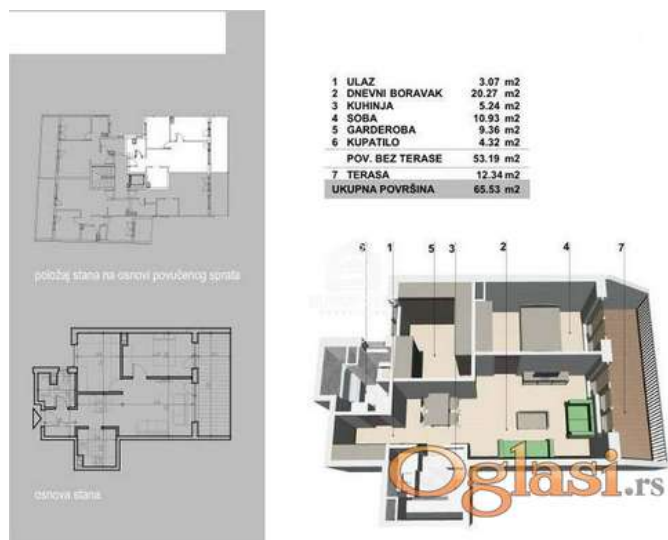 1 ULAZ 3.07 m2
2 DNEVNI BORAVAK 20.27 m2
3 KUHINJA 5.24 m2
4 SOBA 10.93 m2
5 GARDEROBA 9.36 m2
6 KUPATILO 4.32 m2
POV. BEZ TERASE 53.19 m2
7 TERASA 12.34 m2
UKUPNA POVRŠINA 65.53 m2
položaj stana na osnovi povučenog sprata
6 1 5 3 2 4 7
osnova stana
Oglasi.rs